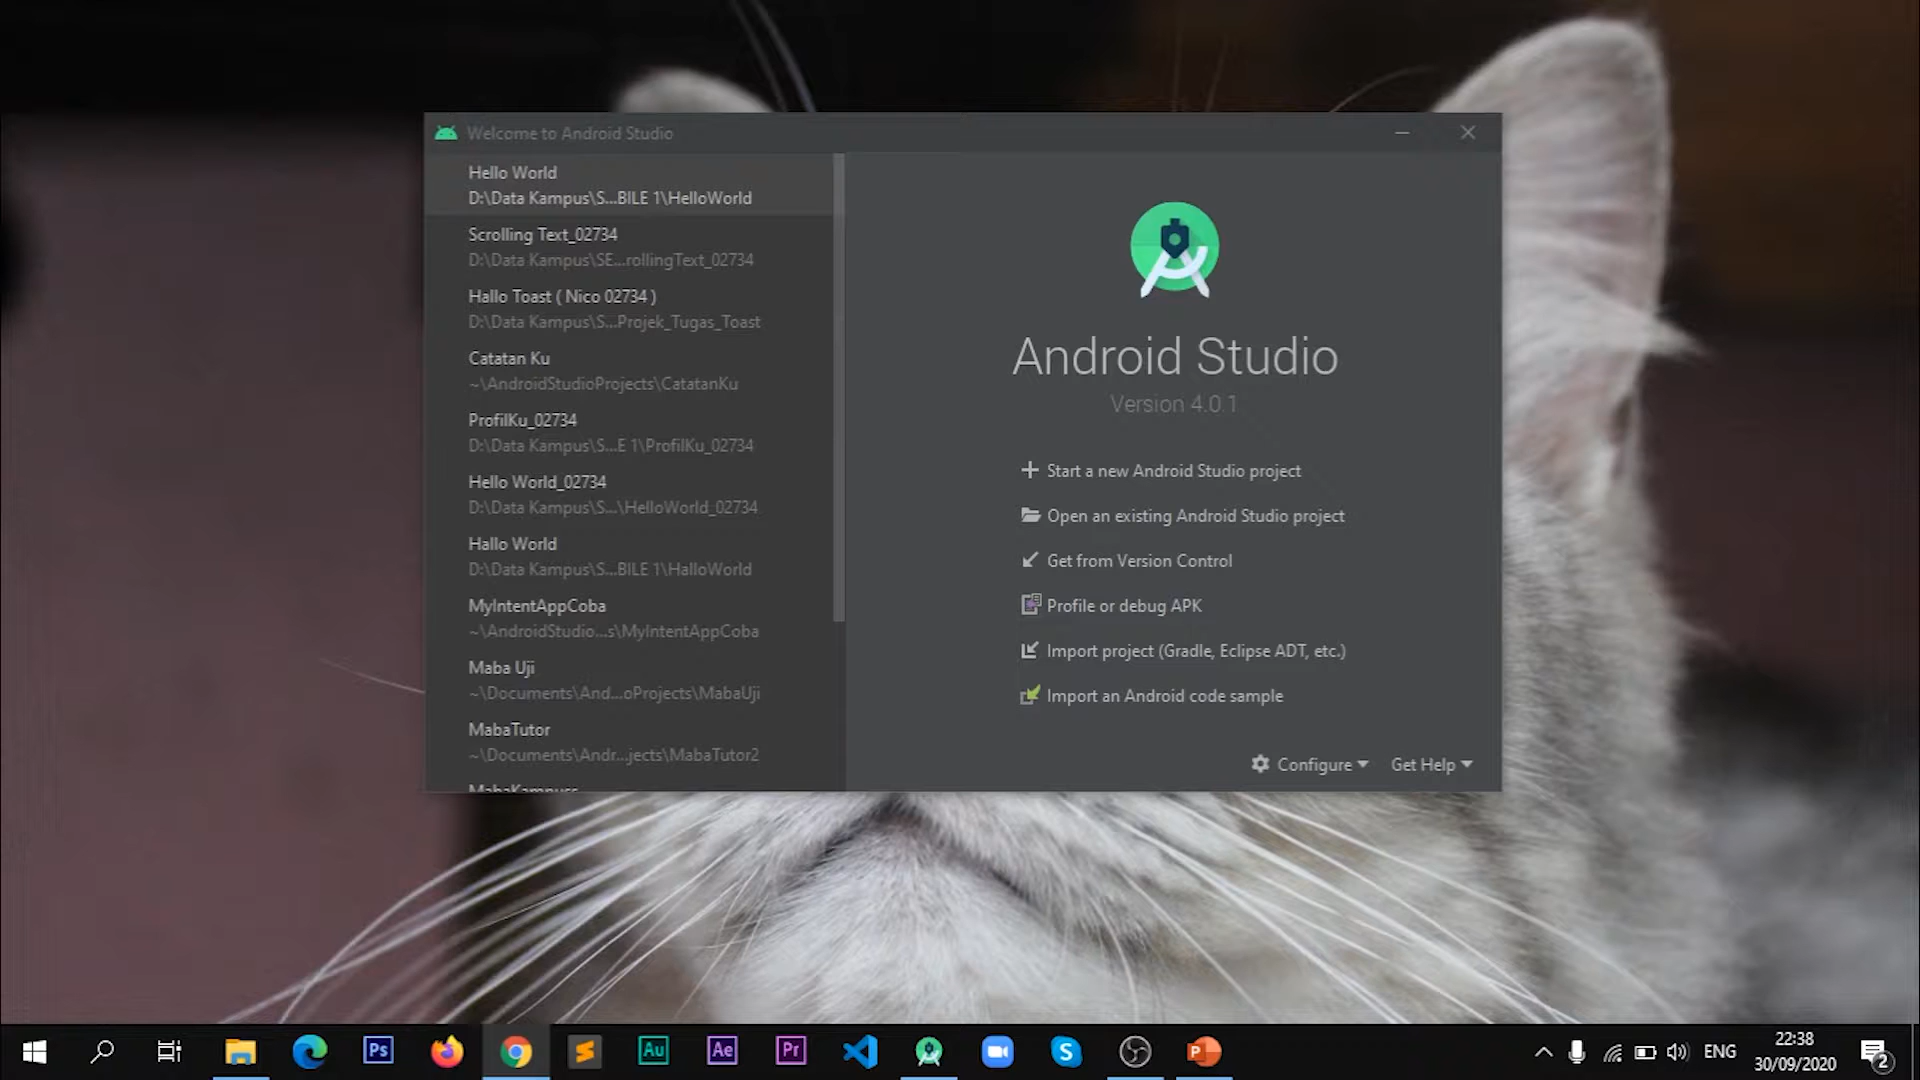 Welcome to Android Studio
Hello World
D:\Data Kampus\S...BILE 1\HelloWorld
Scrolling Text_02734
D:\Data Kampus\SE...rollingText_02734
Hallo Toast ( Nico 02734 )
D:\Data Kampus\S...Projek_Tugas_Toast
Catatan Ku
~\AndroidStudioProjects\CatatanKu
ProfilKu_02734
D:\Data Kampus\S...E 1\ProfilKu_02734
Hello World_02734
D:\Data Kampus\S...\HelloWorld_02734
Hallo World
D:\Data Kampus\S...BILE 1\HalloWorld
MyIntentAppCoba
~\AndroidStudio...s\MyIntentAppCoba
Maba Uji
~\Documents\And...oProjects\MabaUji
MabaTutor
~\Documents\Andr...jects\MabaTutor2
MabaKampuss
Android Studio
Version 4.0.1
Start a new Android Studio project
Open an existing Android Studio project
Get from Version Control
Profile or debug APK
Import project (Gradle, Eclipse ADT, etc.)
Import an Android code sample
Configure
Get Help
Ps
Au
Ae
Pr
ENG
22:38
30/09/2020
2